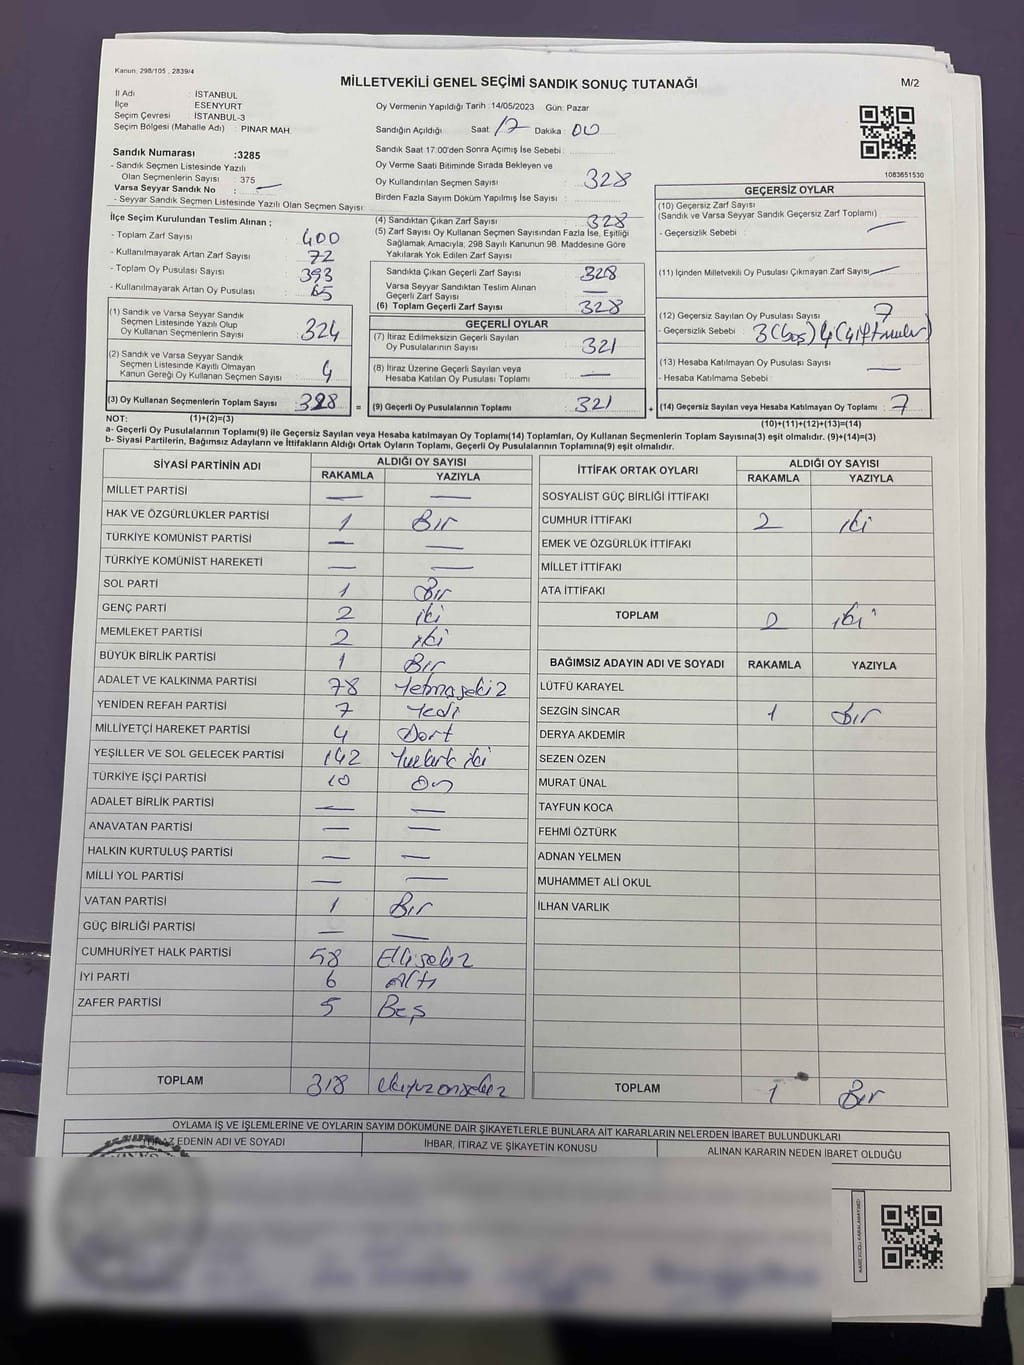 Kanun, 298/105 , 2839/4
MİLLETVEKİLİ GENEL SEÇİMİ SANDIK SONUÇ TUTANAĞI
M/2
İl Adı : İSTANBUL
İlçe : ESENYURT
Seçim Çevresi : İSTANBUL-3
Seçim Bölgesi (Mahalle Adı) : PINAR MAH.
Oy Vermenin Yapıldığı Tarih : 14/05/2023 Gün: Pazar
Sandığın Açıldığı Saat: 17 Dakika : 00
Sandık Saat 17:00'den Sonra Açımış İse Sebebi :
Oy Verme Saati Bitiminde Sırada Bekleyen ve
Oy Kullandırılan Seçmen Sayısı : 328
Birden Fazla Sayım Döküm Yapılmış İse Sayısı :
1083651530
Sandık Numarası :3285
- Sandık Seçmen Listesinde Yazılı
Olan Seçmenlerin Sayısı : 375
Varsa Seyyar Sandık No : —
- Seyyar Sandık Seçmen Listesinde Yazılı Olan Seçmen Sayısı:
İlçe Seçim Kurulundan Teslim Alınan ;
- Toplam Zarf Sayısı : 400
- Kullanılmayarak Artan Zarf Sayısı : 72
- Toplam Oy Pusulası Sayısı : 393
- Kullanılmayarak Artan Oy Pusulası : 65
(1) Sandık ve Varsa Seyyar Sandık
Seçmen Listesinde Yazılı Olup
Oy Kullanan Seçmenlerin Sayısı : 324
(2) Sandık ve Varsa Seyyar Sandık
Seçmen Listesinde Kayıtlı Olmayan
Kanun Gereği Oy Kullanan Seçmen Sayısı : 4
(3) Oy Kullanan Seçmenlerin Toplam Sayısı : 328
(4) Sandıktan Çıkan Zarf Sayısı : 328
(5) Zarf Sayısı Oy Kullanan Seçmen Sayısından Fazla İse, Eşitliği
Sağlamak Amacıyla, 298 Sayılı Kanunun 98. Maddesine Göre
Yakılarak Yok Edilen Zarf Sayısı :
Sandıkta Çıkan Geçerli Zarf Sayısı : 328
Varsa Seyyar Sandıktan Teslim Alınan
Geçerli Zarf Sayısı : —
(6) Toplam Geçerli Zarf Sayısı : 328
GEÇERLİ OYLAR
(7) İtiraz Edilmeksizin Geçerli Sayılan
Oy Pusulalarının Sayısı : 321
(8) İtiraz Üzerine Geçerli Sayılan veya
Hesaba Katılan Oy Pusulası Toplamı : —
= (9) Geçerli Oy Pusulalarının Toplamı : 321
GEÇERSİZ OYLAR
(10) Geçersiz Zarf Sayısı
(Sandık ve Varsa Seyyar Sandık Geçersiz Zarf Toplamı)
- Geçersizlik Sebebi : —
(11) İçinden Milletvekili Oy Pusulası Çıkmayan Zarf Sayısı —
(12) Geçersiz Sayılan Oy Pusulası Sayısı : 7
- Geçersizlik Sebebi : 3(boş) 4(çift mühür)
(13) Hesaba Katılmayan Oy Pusulası Sayısı : —
- Hesaba Katılmama Sebebi :
+ (14) Geçersiz Sayılan veya Hesaba Katılmayan Oy Toplamı : 7
NOT: (1)+(2)=(3)
(10)+(11)+(12)+(13)=(14)
a- Geçerli Oy Pusulasının Toplamı(9) ile Geçersiz Sayılan veya Hesaba katılmayan Oy Toplamı(14) Toplamları, Oy Kullanan Seçmenlerin Toplam Sayısına(3) eşit olmalıdır. (9)+(14)=(3)
b- Siyasi Partilerin, Bağımsız Adayların ve İttifakların Aldığı Ortak Oyların Toplamı, Geçerli Oy Pusulalarının Toplamına(9) eşit olmalıdır.
SİYASİ PARTİNİN ADI ALDIĞI OY SAYISI
RAKAMLA YAZIYLA
MİLLET PARTİSİ — —
HAK VE ÖZGÜRLÜKLER PARTİSİ 1 Bir
TÜRKİYE KOMÜNİST PARTİSİ — —
TÜRKİYE KOMÜNİST HAREKETİ — —
SOL PARTİ 1 Bir
GENÇ PARTİ 2 iki
MEMLEKET PARTİSİ 2 iki
BÜYÜK BİRLİK PARTİSİ 1 Bir
ADALET VE KALKINMA PARTİSİ 78 Yetmişsekiz
YENİDEN REFAH PARTİSİ 7 Yedi
MİLLİYETÇİ HAREKET PARTİSİ 4 Dört
YEŞİLLER VE SOL GELECEK PARTİSİ 142 Yüzkırk iki
TÜRKİYE İŞÇİ PARTİSİ 10 On
ADALET BİRLİK PARTİSİ — —
ANAVATAN PARTİSİ — —
HALKIN KURTULUŞ PARTİSİ — —
MİLLİ YOL PARTİSİ — —
VATAN PARTİSİ 1 Bir
GÜÇ BİRLİĞİ PARTİSİ — —
CUMHURİYET HALK PARTİSİ 58 Ellisekiz
İYİ PARTİ 6 Altı
ZAFER PARTİSİ 5 Beş
TOPLAM 318 Üçyüzonsekiz
İTTİFAK ORTAK OYLARI ALDIĞI OY SAYISI
RAKAMLA YAZIYLA
SOSYALİST GÜÇ BİRLİĞİ İTTİFAKI
CUMHUR İTTİFAKI 2 iki
EMEK VE ÖZGÜRLÜK İTTİFAKI
MİLLET İTTİFAKI
ATA İTTİFAKI
TOPLAM 2 iki
BAĞIMSIZ ADAYIN ADI VE SOYADI RAKAMLA YAZIYLA
LÜTFÜ KARAYEL
SEZGİN SİNCAR 1 Bir
DERYA AKDEMİR
SEZEN ÖZEN
MURAT ÜNAL
TAYFUN KOCA
FEHMİ ÖZTÜRK
ADNAN YELMEN
MUHAMMET ALİ OKUL
İLHAN VARLIK
TOPLAM 1 Bir
OYLAMA İŞ VE İŞLEMLERİNE VE OYLARIN SAYIM DÖKÜMÜNE DAİR ŞİKAYETLERLE BUNLARA AİT KARARLARIN NELERDEN İBARET BULUNDUKLARI
İTİRAZ EDENİN ADI VE SOYADI İHBAR, İTİRAZ VE ŞİKAYETİN KONUSU ALINAN KARARIN NEDEN İBARET OLDUĞU
KARE KODU KARALAMAYINIZ!